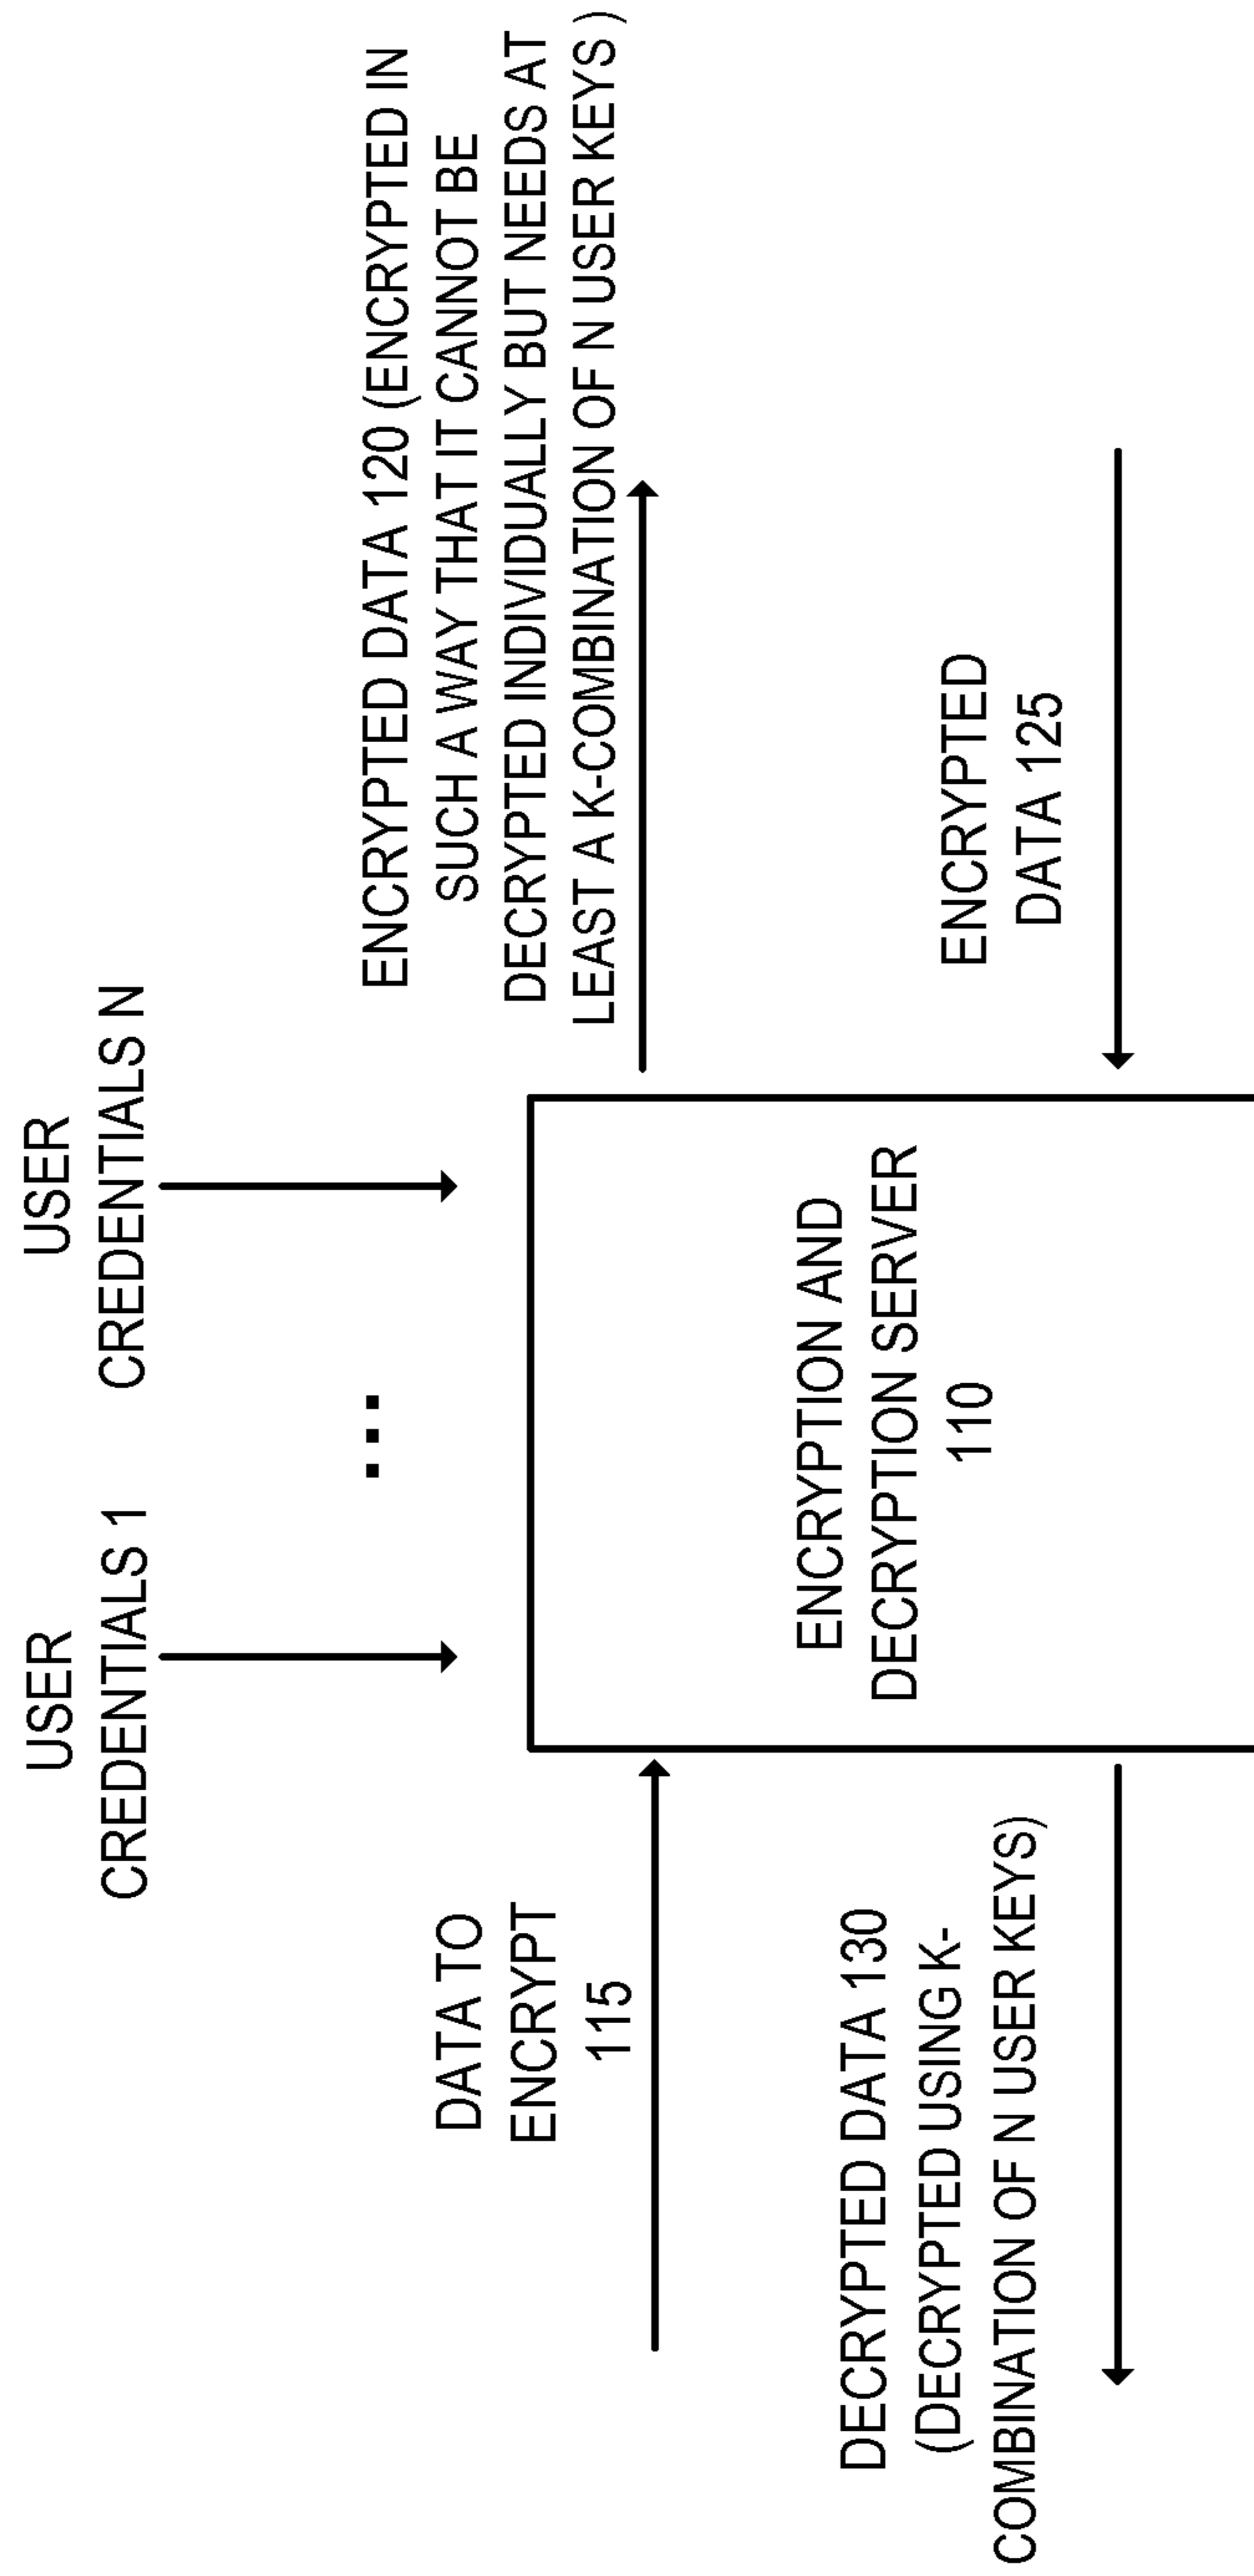 USER
CREDENTIALS 1
USER
CREDENTIALS N
...
DATA TO
ENCRYPT
115
ENCRYPTED DATA 120 (ENCRYPTED IN
SUCH A WAY THAT IT CANNOT BE
DECRYPTED INDIVIDUALLY BUT NEEDS AT
LEAST A K-COMBINATION OF N USER KEYS )
ENCRYPTION AND
DECRYPTION SERVER
110
DECRYPTED DATA 130
(DECRYPTED USING K-
COMBINATION OF N USER KEYS)
ENCRYPTED
DATA 125